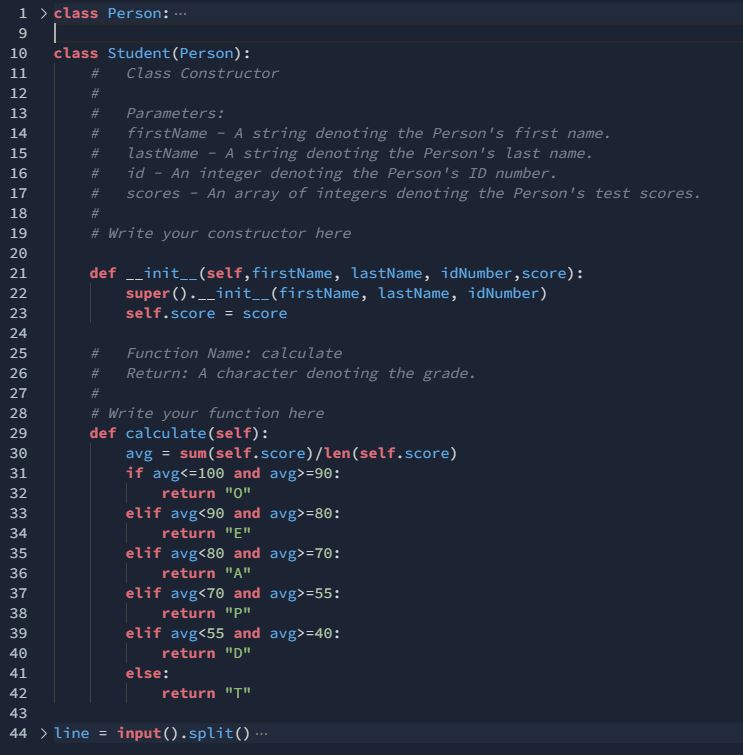 1 > class Person: ...
9
10 class Student(Person):
11     #   Class Constructor
12     #
13     #   Parameters:
14     #   firstName - A string denoting the Person's first name.
15     #   lastName - A string denoting the Person's last name.
16     #   id - An integer denoting the Person's ID number.
17     #   scores - An array of integers denoting the Person's test scores.
18     #
19     # Write your constructor here
20
21     def __init__(self,firstName, lastName, idNumber,score):
22         super().__init__(firstName, lastName, idNumber)
23         self.score = score
24
25     #   Function Name: calculate
26     #   Return: A character denoting the grade.
27     #
28     # Write your function here
29     def calculate(self):
30         avg = sum(self.score)/len(self.score)
31         if avg<=100 and avg>=90:
32             return "O"
33         elif avg<90 and avg>=80:
34             return "E"
35         elif avg<80 and avg>=70:
36             return "A"
37         elif avg<70 and avg>=55:
38             return "P"
39         elif avg<55 and avg>=40:
40             return "D"
41         else:
42             return "T"
43
44 > line = input().split() ...